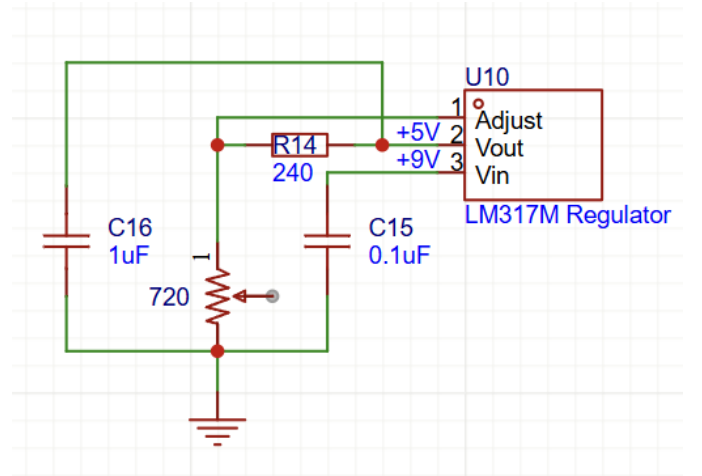 U10
1
Adjust
+5V
2
Vout
+9V
3
Vin
LM317M Regulator
R14
240
C16
1uF
C15
0.1uF
1
720